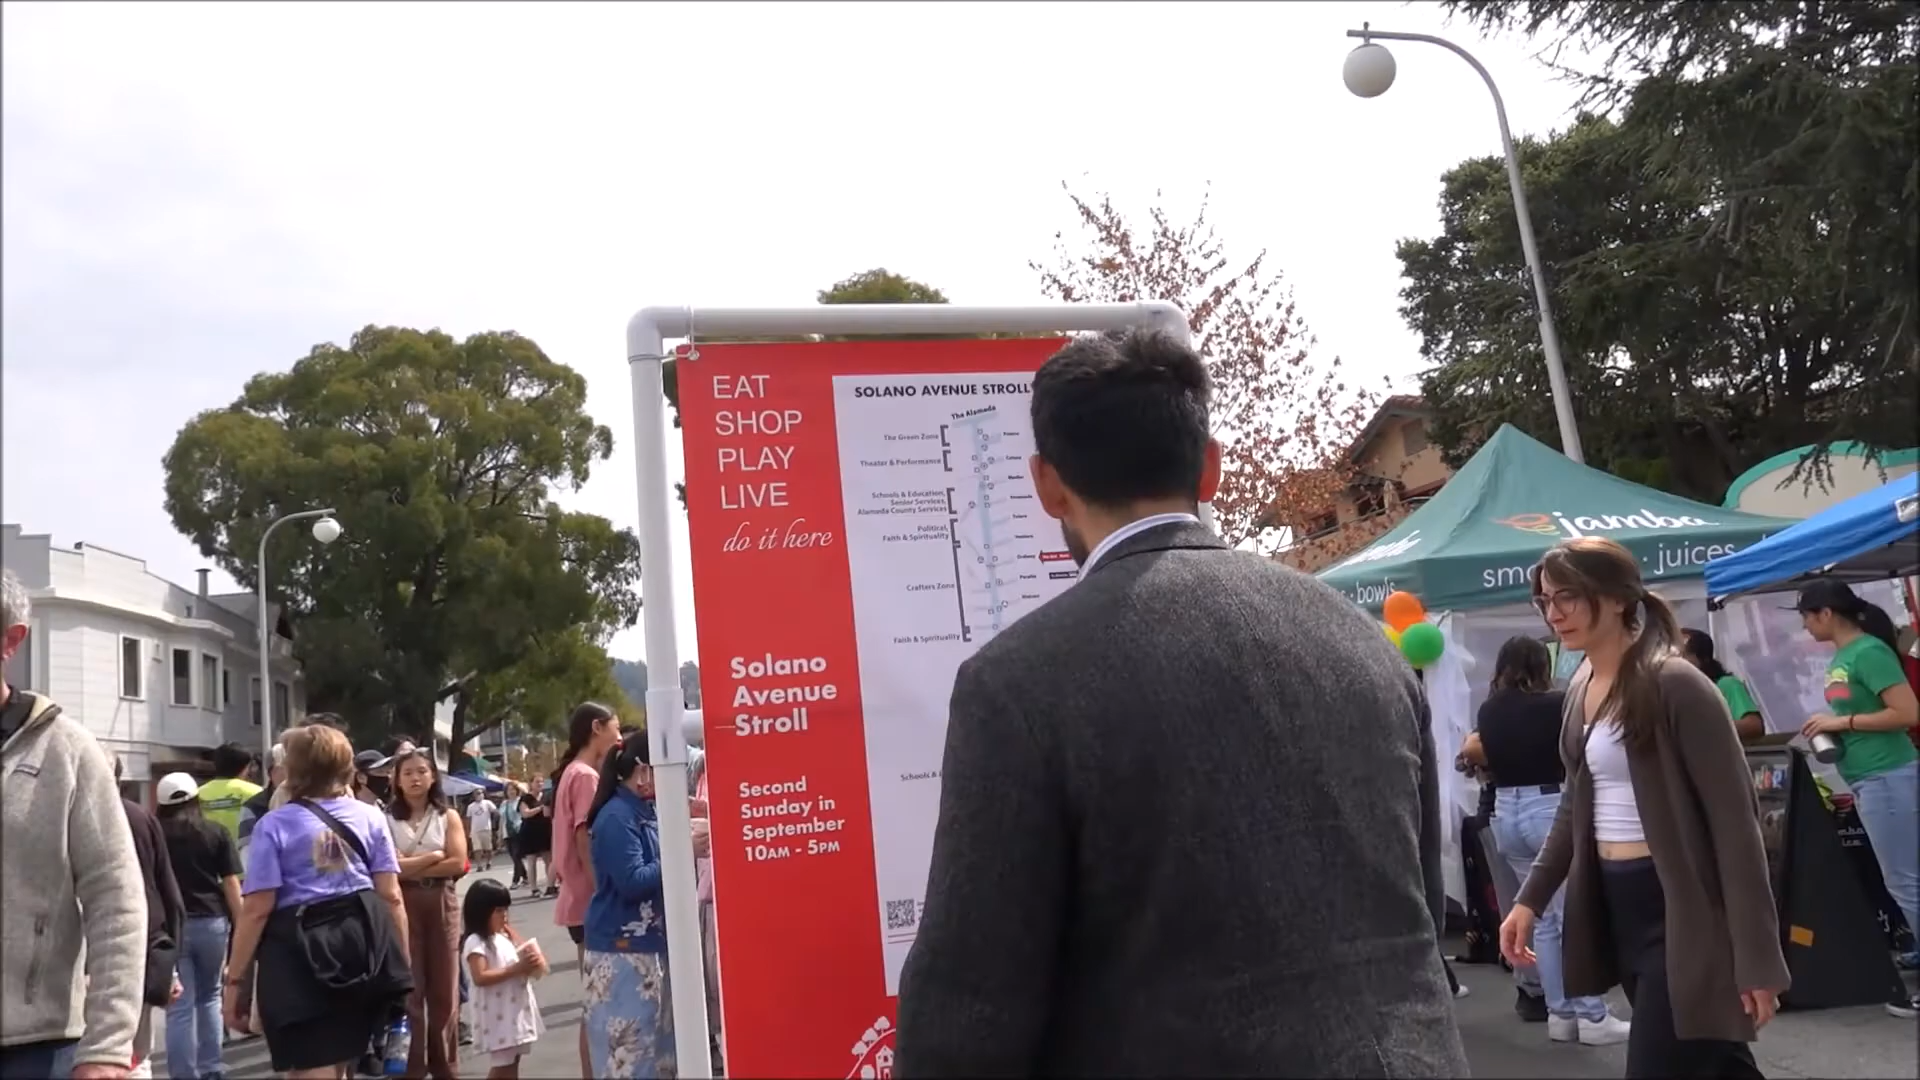 EAT
SHOP
PLAY
LIVE
do it here
Solano
Avenue
Stroll
Second
Sunday in
September
10AM - 5PM
SOLANO AVENUE STROLL
The Alameda
The Green Zone
Theater & Performance
Schools & Education,
Senior Services,
Alameda County Services
Political,
Faith & Spirituality
Crafters Zone
Faith & Spirituality
Schools &
jamba
juices
bowls